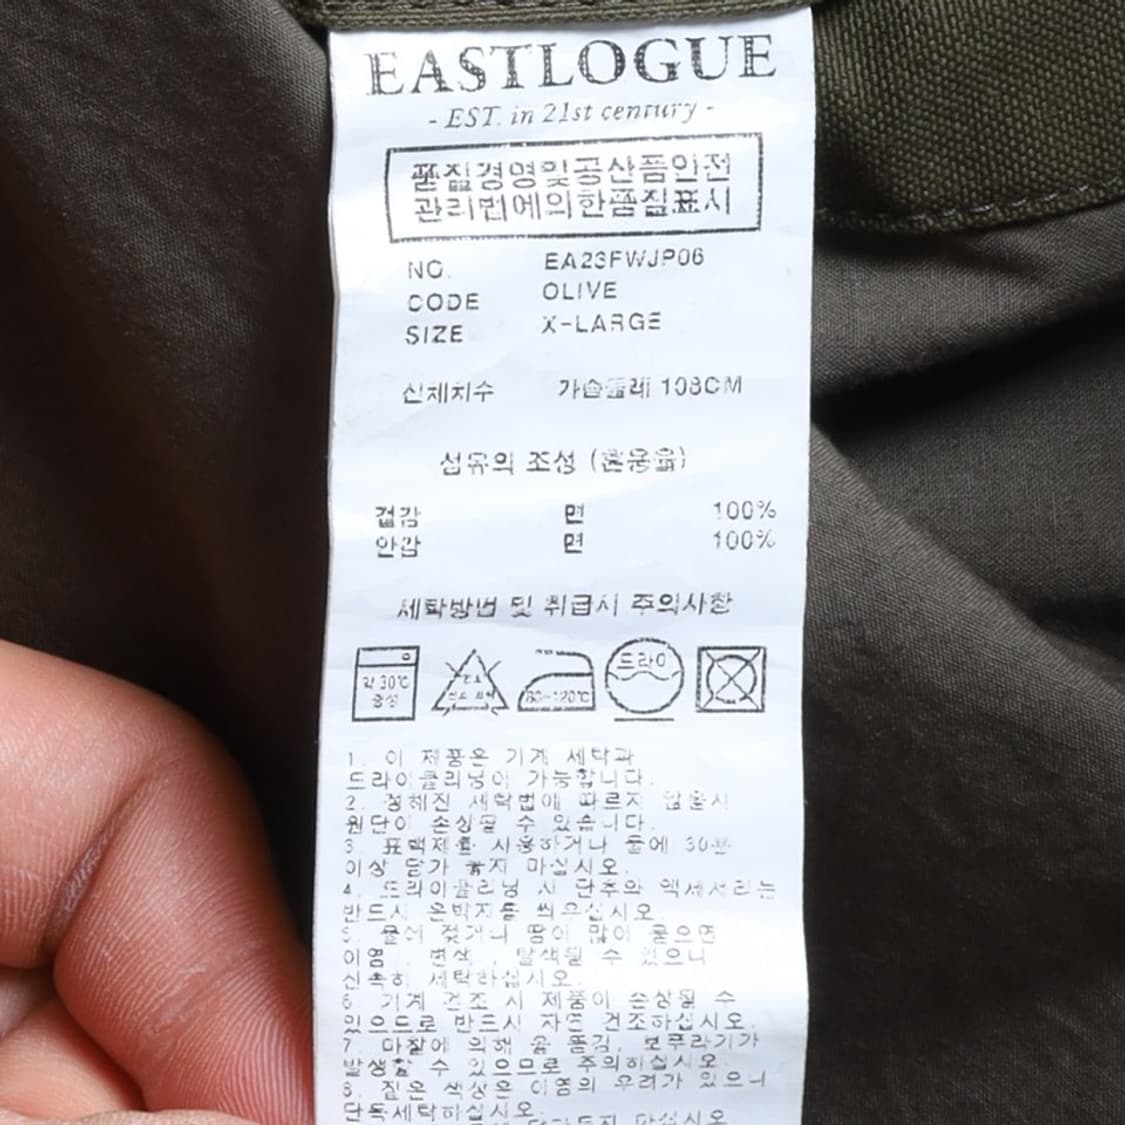 EASTLOGUE
- EST. in 21st century -
품질경영및공산품안전
관리법에의한품질표시
NO. EA23FWJP06
CODE OLIVE
SIZE X-LARGE
신체치수 가슴둘레 108CM
섬유의 조성 (혼용율)
겉감 면 100%
안감 면 100%
세탁방법 및 취급시 주의사항
약 30℃
중성
80~120℃
드라이
1. 이 제품은 기계 세탁과
드라이클리닝이 가능합니다.
2. 정해진 세탁법에 따르지 않을시
원단이 손상될 수 있습니다.
3. 표백제를 사용하거나 물에 30분
이상 담가 놓지 마십시오.
4. 드라이클리닝 시 단추와 액세서리는
반드시 은박지를 씌우십시오.
5. 물에 젖거나 땀이 많이 묻으면
이염, 변색, 탈색될 수 있으니
신속히 세탁하십시오.
6. 기계 건조 시 제품이 손상될 수
있으므로 반드시 자연 건조하십시오.
7. 마찰에 의해 올 뜯김, 보푸라기가
발생할 수 있으므로 주의하십시오.
8. 짙은 색상은 이염의 우려가 있으니
단독세탁하십시오.
마십시오.